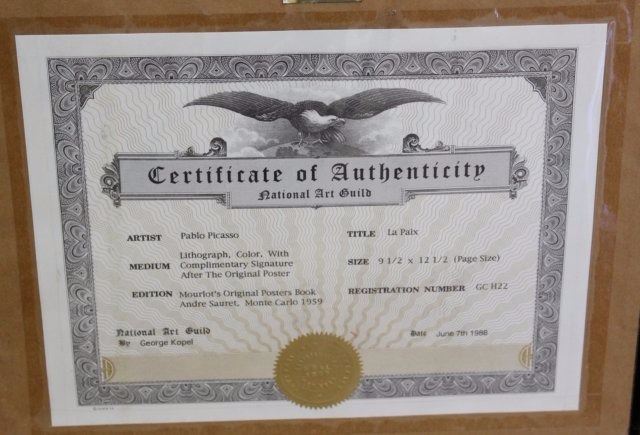 Certificate of Authenticity
National Art Guild
ARTIST Pablo Picasso
TITLE La Paix
MEDIUM Lithograph, Color, With
Complimentary Signature
After The Original Poster
SIZE 9 1/2 x 12 1/2 (Page Size)
EDITION Mourlot's Original Posters Book
Andre Sauret, Monte Carlo 1959
REGISTRATION NUMBER GC H22
National Art Guild
By George Kopel
Date June 7th 1988